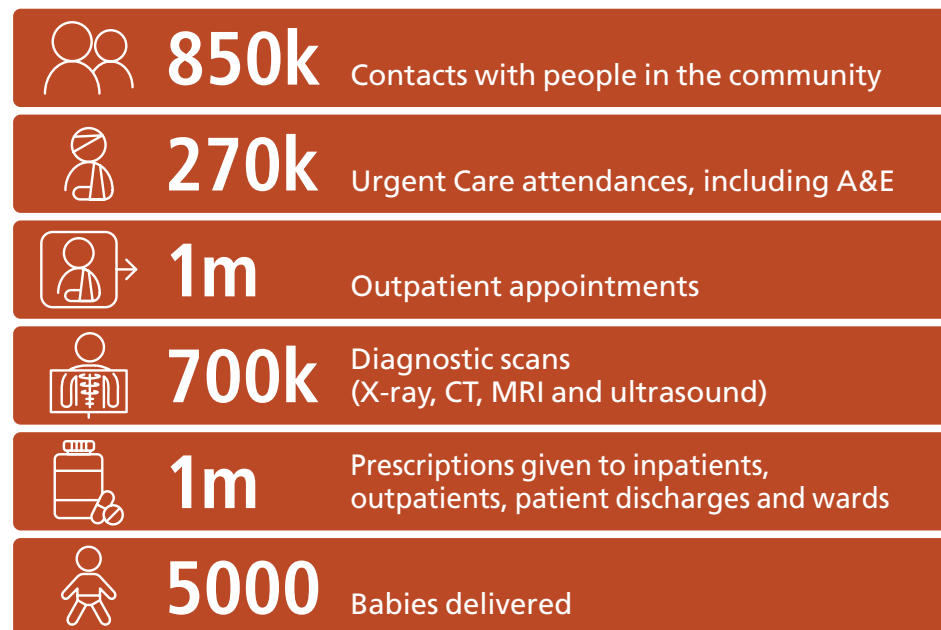 850k Contacts with people in the community
270k Urgent Care attendances, including A&E
1m Outpatient appointments
700k Diagnostic scans
(X-ray, CT, MRI and ultrasound)
1m Prescriptions given to inpatients,
outpatients, patient discharges and wards
5000 Babies delivered